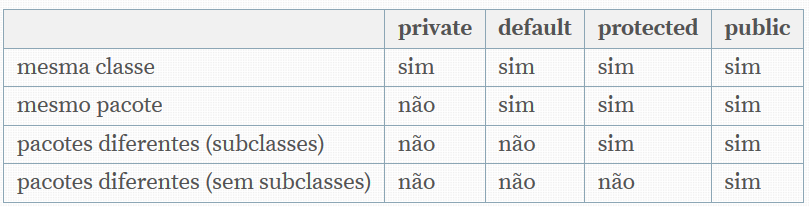 private default protected public
mesma classe sim sim sim sim
mesmo pacote não sim sim sim
pacotes diferentes (subclasses) não não sim sim
pacotes diferentes (sem subclasses) não não não sim